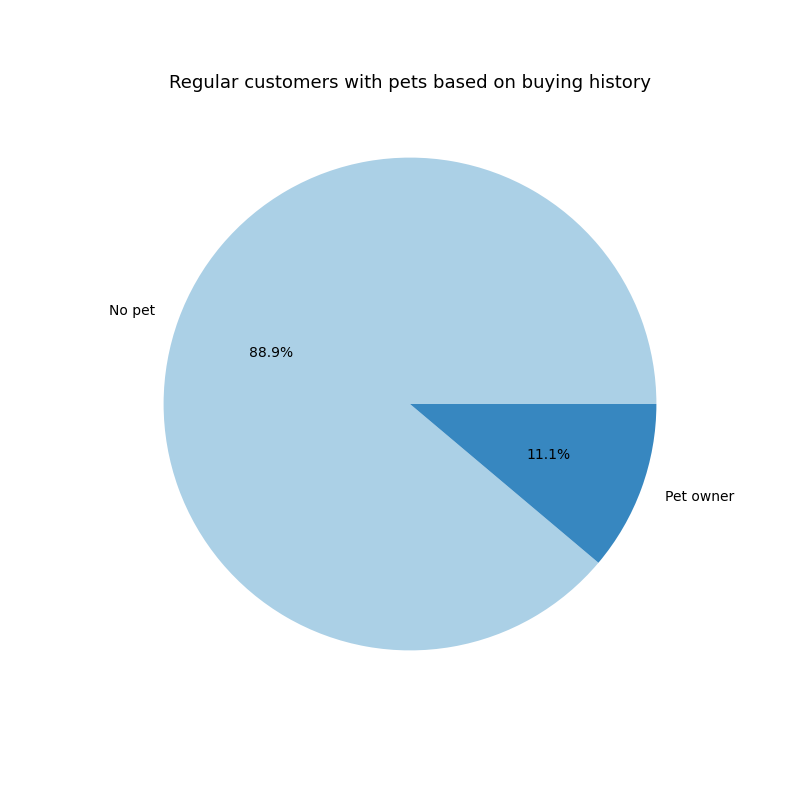 Regular customers with pets based on buying history
No pet
88.9%
11.1%
Pet owner